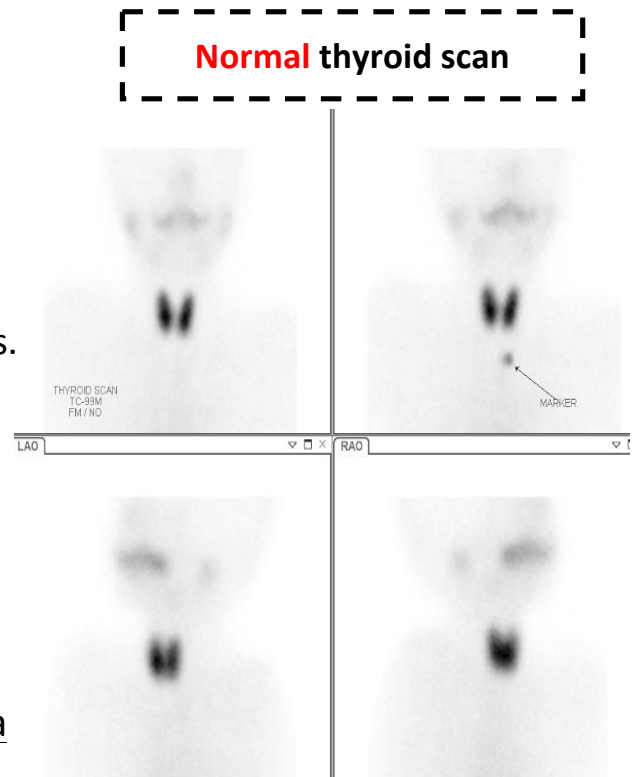 Normal thyroid scan
s.
THYROID SCAN
TC-99M
FM / NO
MARKER
LAO
RAO
a